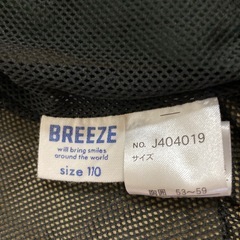 BREEZE
will bring smiles
around the world
size 110
NO. J404019
サイズ
胸囲 53〜59